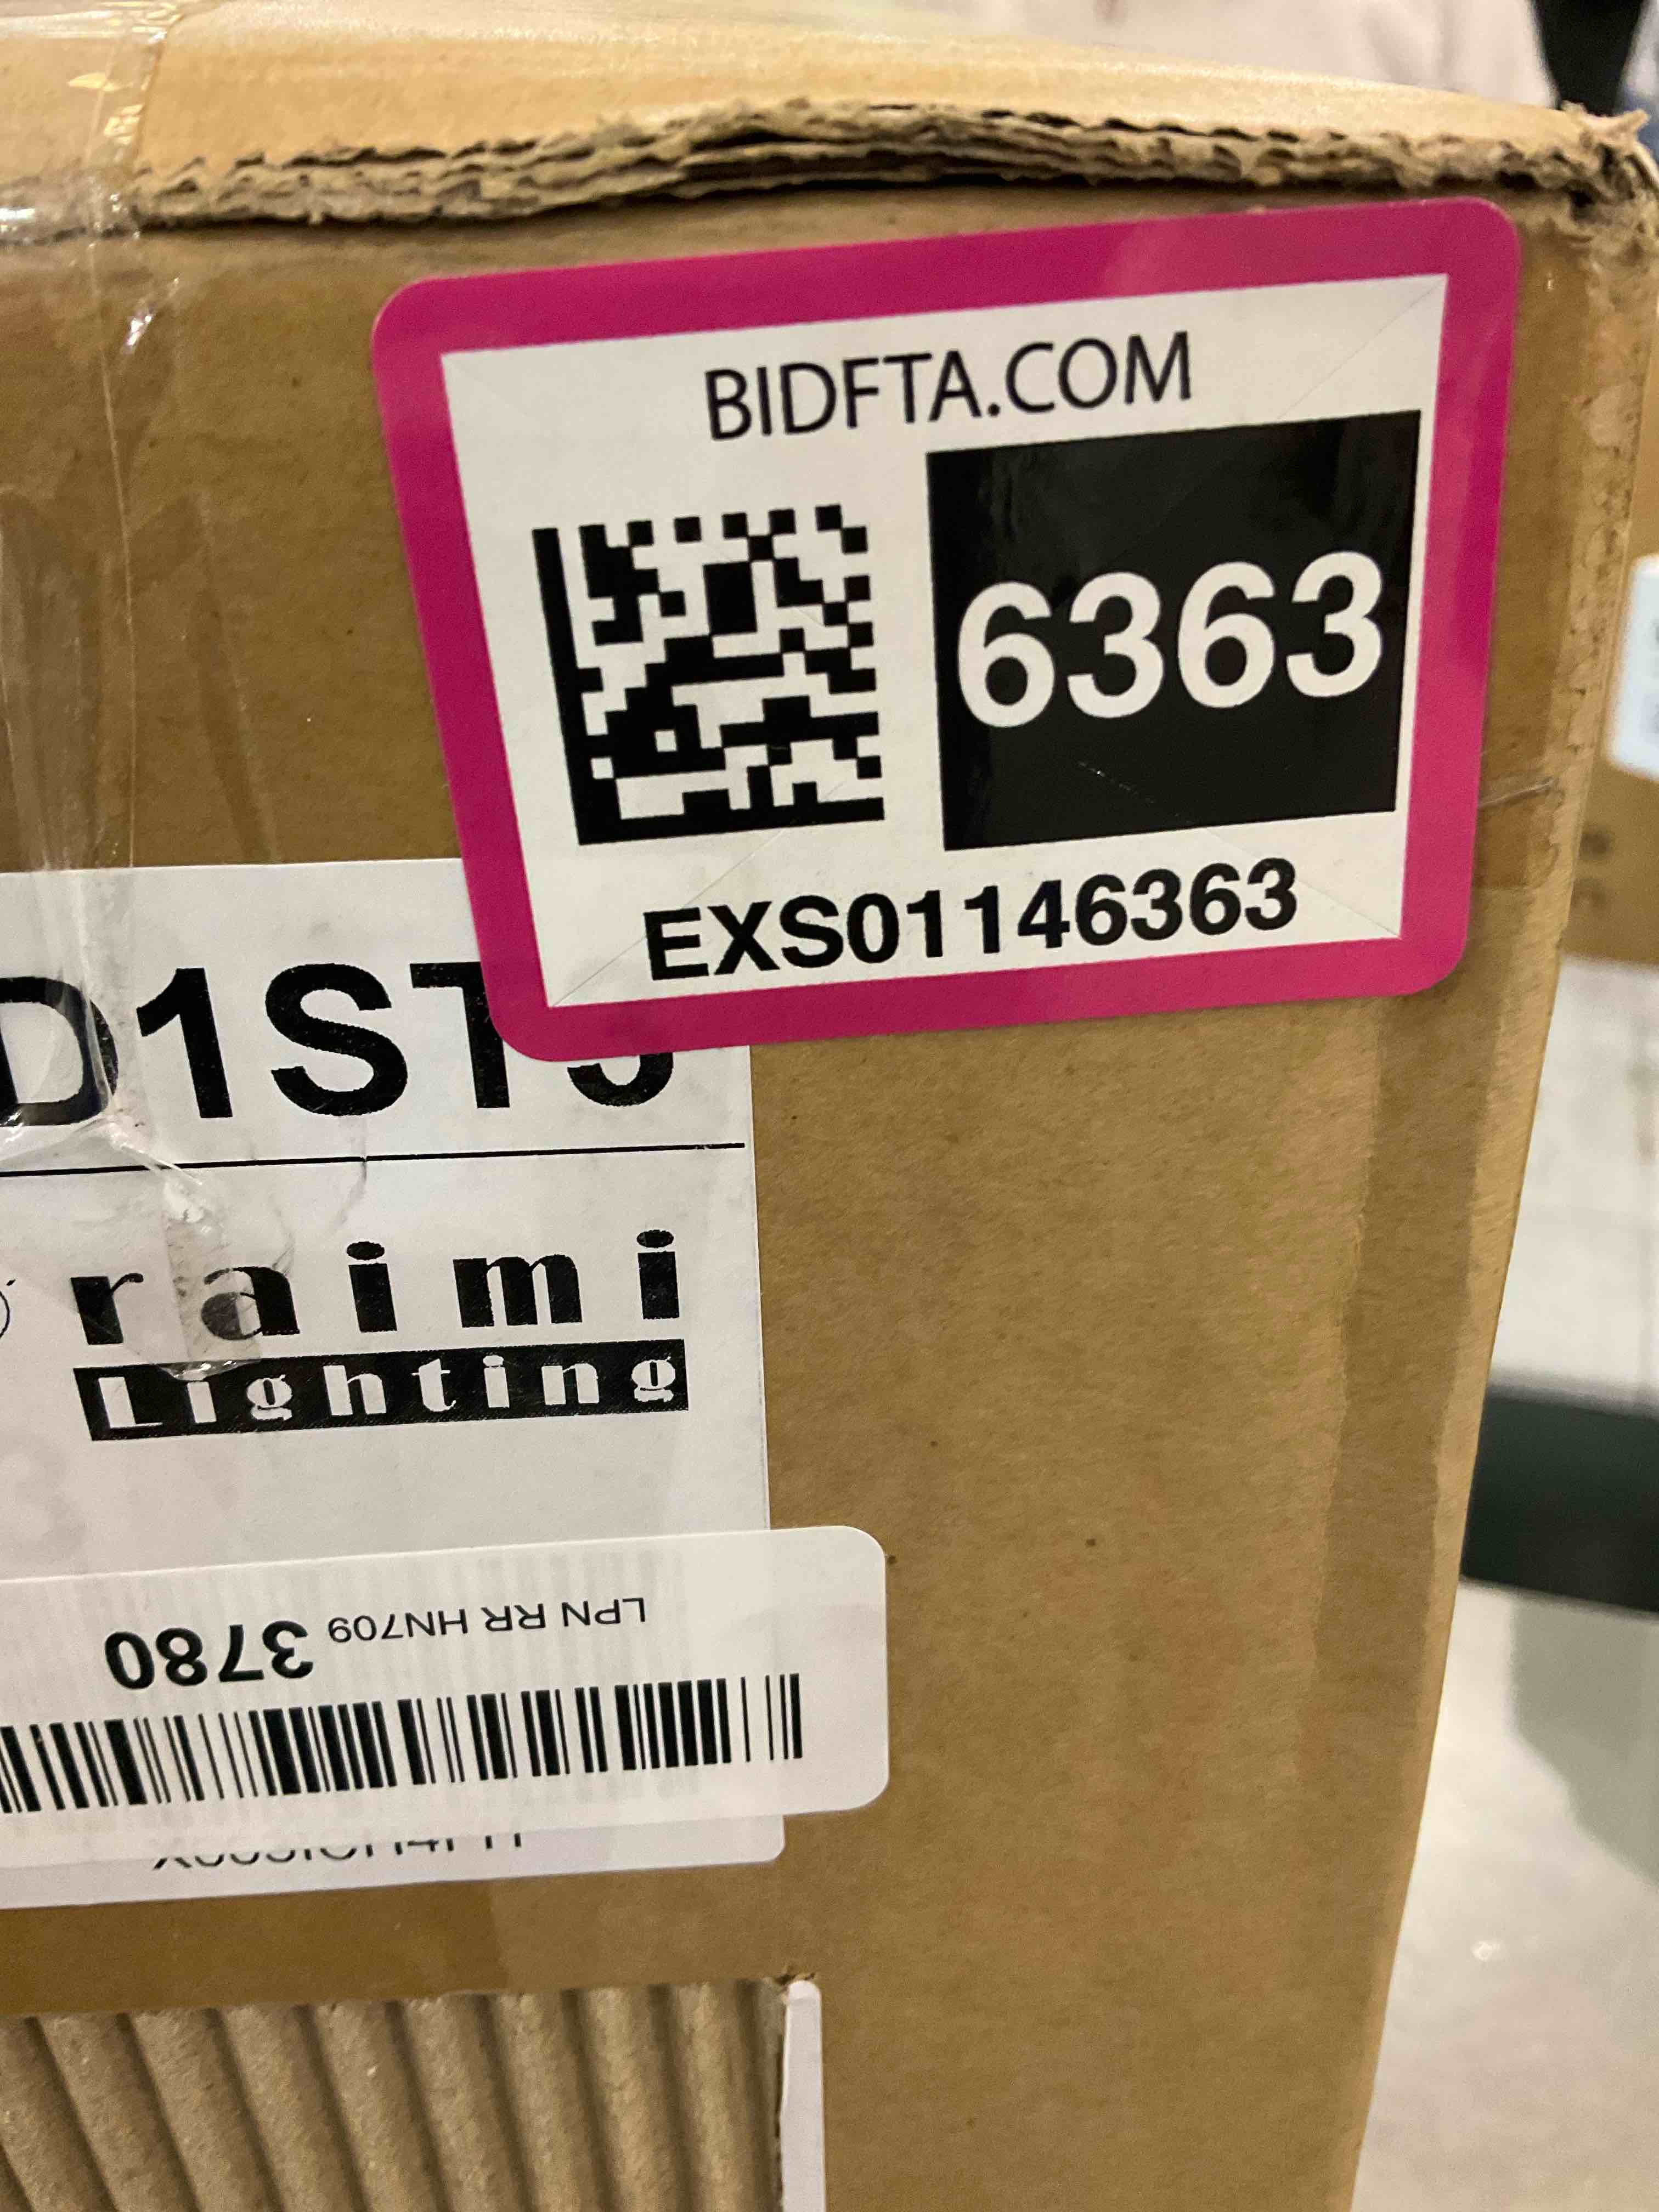 BIDFTA.COM
6363
EXS01146363
D1ST
raimi
Lighting
LPN RR HN709 3780